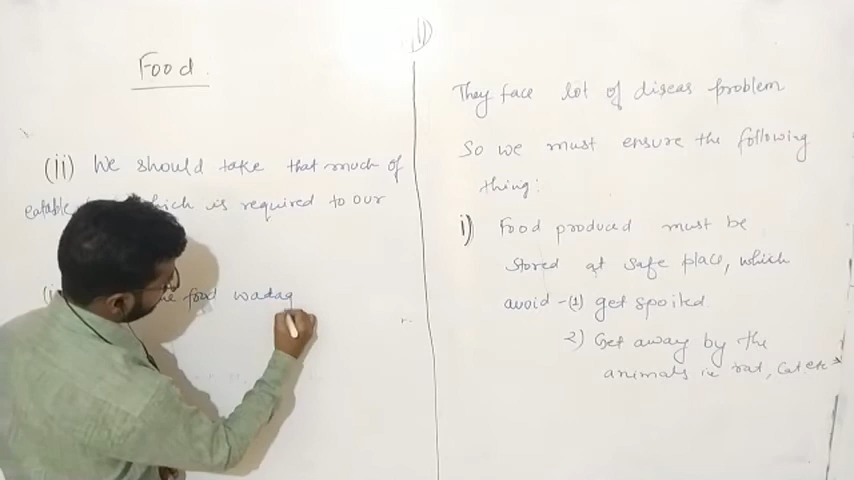 Food
(ii) We should take that much of
eatable which is required to our
food wadag
They face lot of diseas problem
So we must ensure the following
thing:
i) Food produced must be
stored at safe place, which
avoid - (1) get spoiled
2) Get away by the
animals ie rat, Cat etc